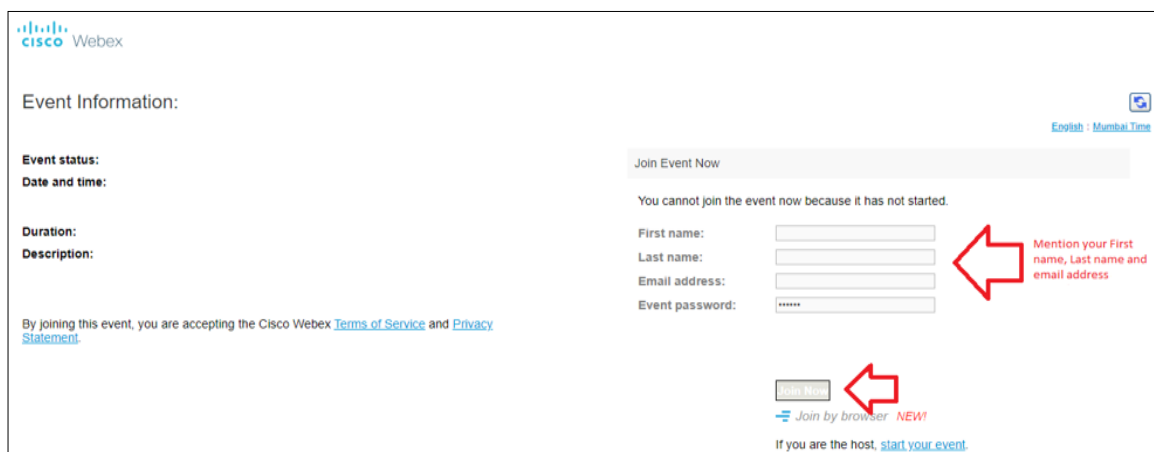 cisco Webex
Event Information:
English : Mumbai Time
Event status:
Date and time:
Duration:
Description:
By joining this event, you are accepting the Cisco Webex Terms of Service and Privacy
Statement.
Join Event Now
You cannot join the event now because it has not started.
First name:
Last name:
Email address:
Event password:
••••••
Mention your First
name, Last name and
email address
Join Now
Join by browser NEW!
If you are the host, start your event.